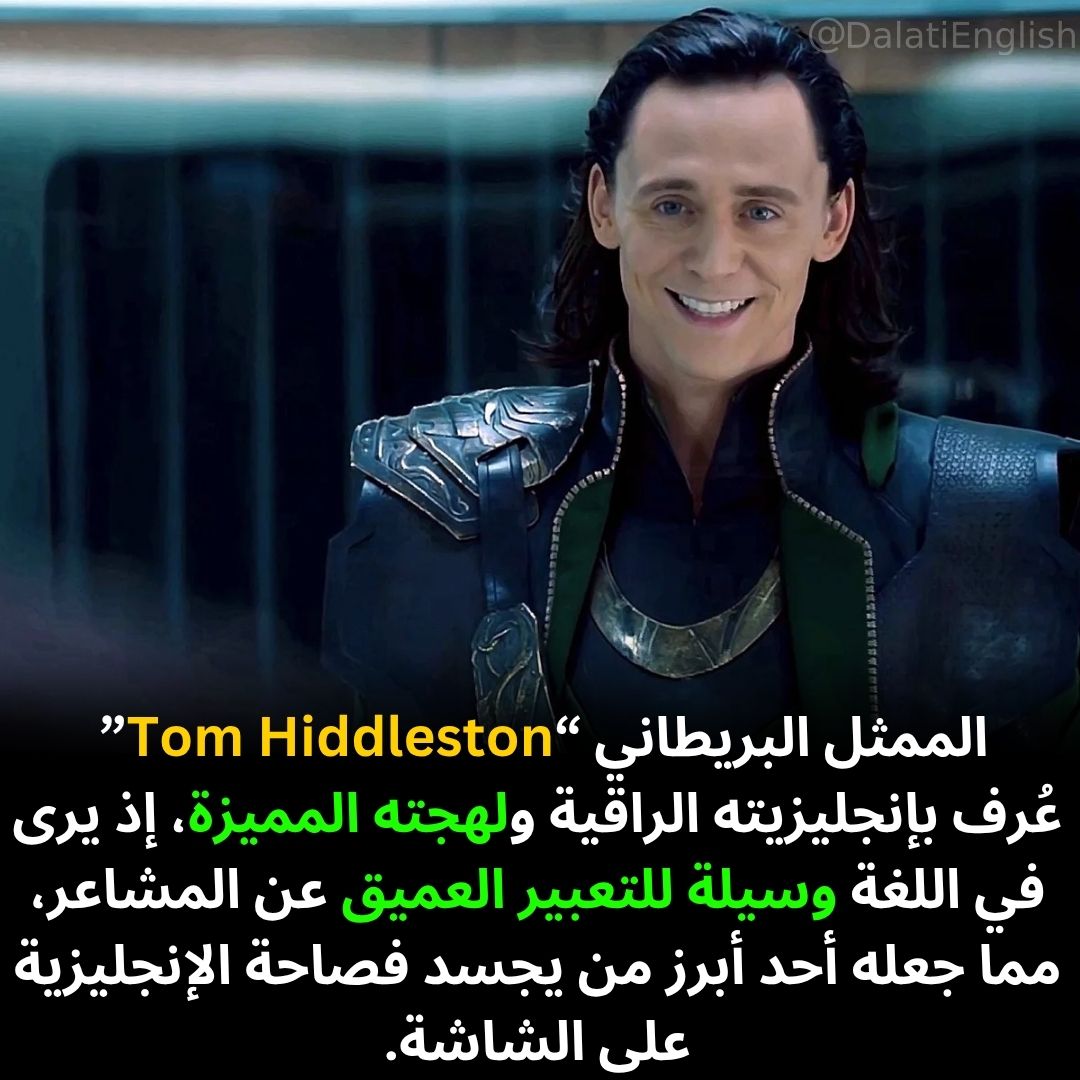 @DalatiEnglish
الممثل البريطاني “Tom Hiddleston”
عُرف بإنجليزيته الراقية ولهجته المميزة، إذ يرى
في اللغة وسيلة للتعبير العميق عن المشاعر،
مما جعله أحد أبرز من يجسد فصاحة الإنجليزية
على الشاشة.